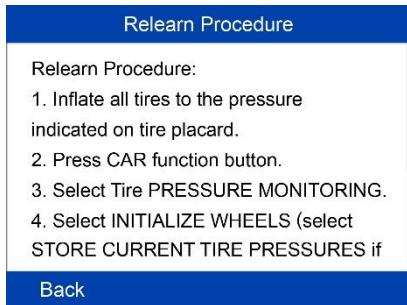 Relearn Procedure
Relearn Procedure:
1. Inflate all tires to the pressure
indicated on tire placard.
2. Press CAR function button.
3. Select Tire PRESSURE MONITORING.
4. Select INITIALIZE WHEELS (select
STORE CURRENT TIRE PRESSURES if
Back